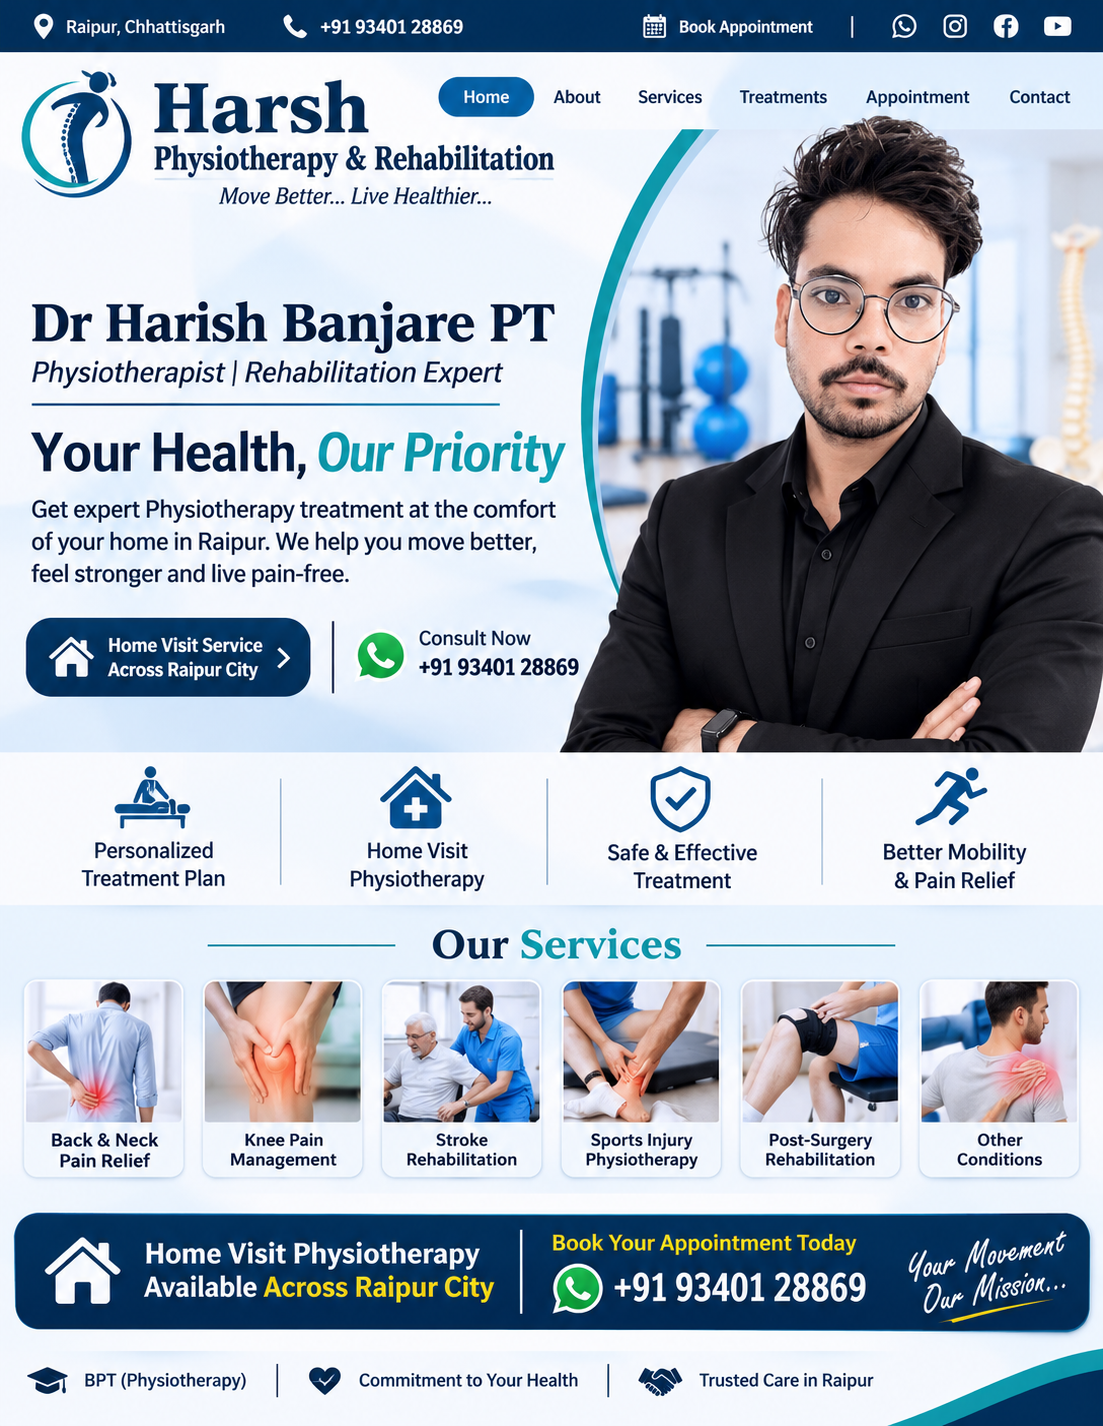 Raipur, Chhattisgarh
+91 93401 28869
Book Appointment
Harsh
Physiotherapy & Rehabilitation
Move Better... Live Healthier...
Home
About
Services
Treatments
Appointment
Contact
Dr Harish Banjare PT
Physiotherapist | Rehabilitation Expert
Your Health, Our Priority
Get expert Physiotherapy treatment at the comfort
of your home in Raipur. We help you move better,
feel stronger and live pain-free.
Home Visit Service
Across Raipur City
Consult Now
+91 93401 28869
Personalized
Treatment Plan
Home Visit
Physiotherapy
Safe & Effective
Treatment
Better Mobility
& Pain Relief
Our Services
Back & Neck
Pain Relief
Knee Pain
Management
Stroke
Rehabilitation
Sports Injury
Physiotherapy
Post-Surgery
Rehabilitation
Other
Conditions
Home Visit Physiotherapy
Available Across Raipur City
Book Your Appointment Today
+91 93401 28869
Your Movement
Our Mission...
BPT (Physiotherapy)
Commitment to Your Health
Trusted Care in Raipur